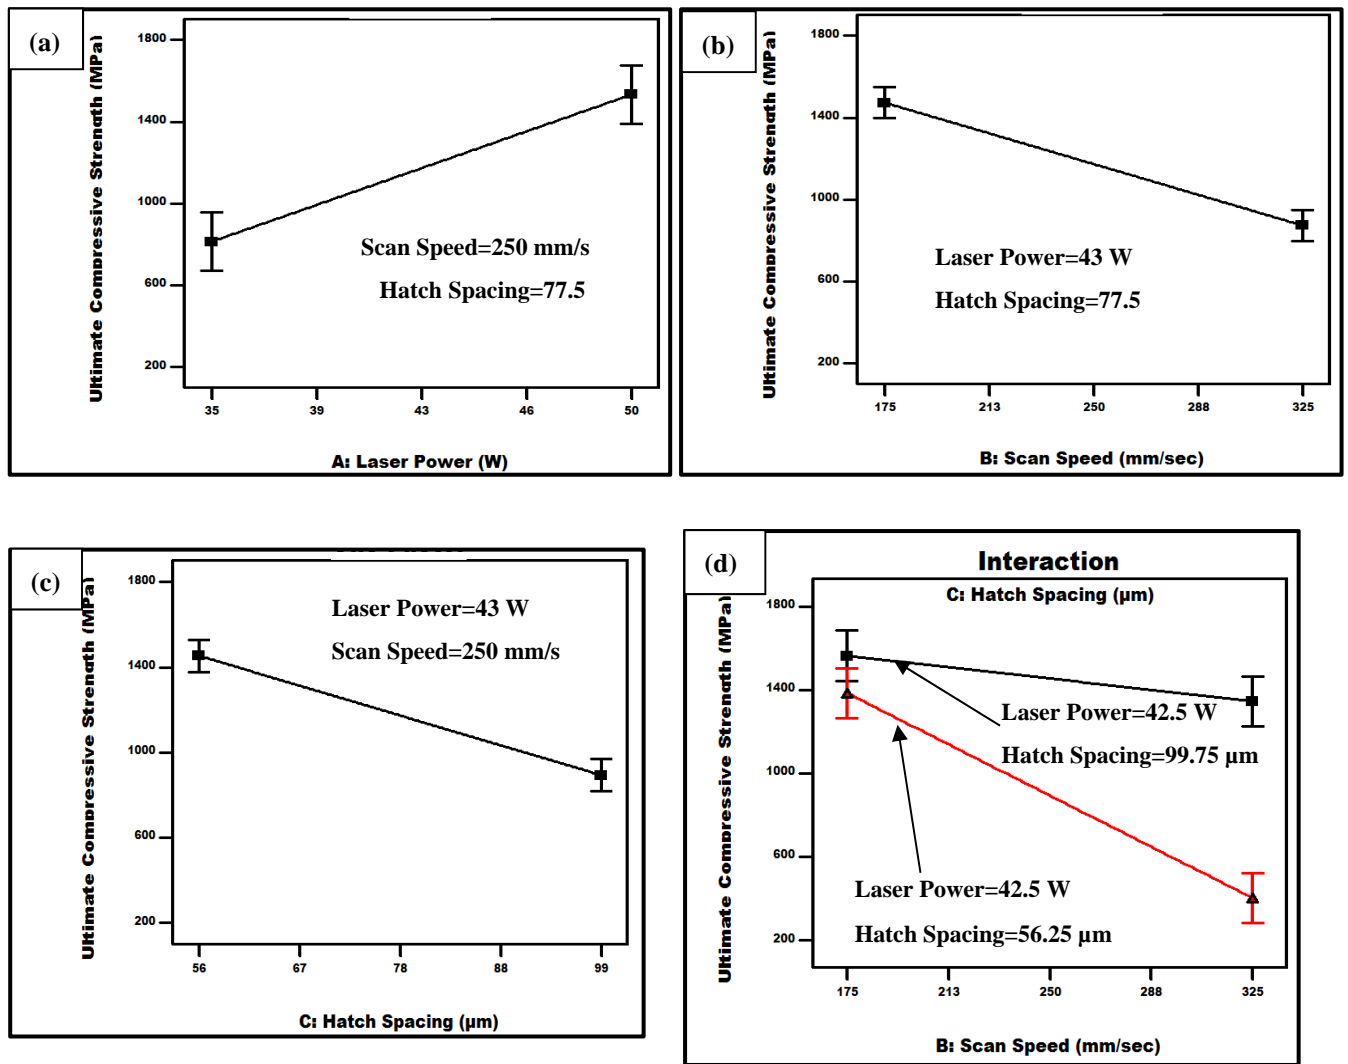 (a)
Ultimate Compressive Strength (MPa)
1800
1400
1000
600
200
Scan Speed=250 mm/s
Hatch Spacing=77.5
35 39 43 46 50
A: Laser Power (W)
(b)
Ultimate Compressive Strength (MPa)
1800
1400
1000
600
200
Laser Power=43 W
Hatch Spacing=77.5
175 213 250 288 325
B: Scan Speed (mm/sec)
(c)
Ultimate Compressive Strength (MPa)
1800
1400
1000
600
200
Laser Power=43 W
Scan Speed=250 mm/s
56 67 78 88 99
C: Hatch Spacing (µm)
(d)
Interaction
C: Hatch Spacing (µm)
Ultimate Compressive Strength (MPa)
1800
1400
1000
600
200
Laser Power=42.5 W
Hatch Spacing=99.75 µm
Laser Power=42.5 W
Hatch Spacing=56.25 µm
175 213 250 288 325
B: Scan Speed (mm/sec)